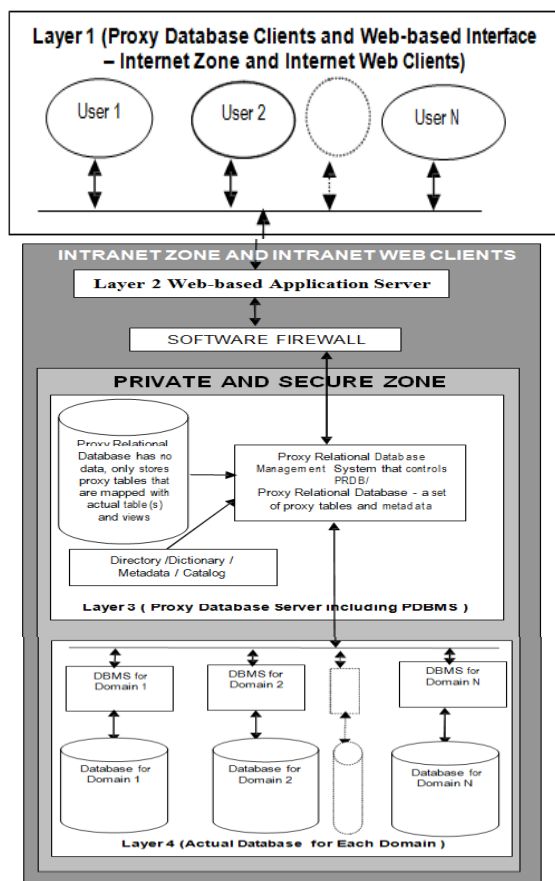 Layer 1 (Proxy Database Clients and Web-based Interface
– Internet Zone and Internet Web Clients)
User 1
User 2
User N
INTRANET ZONE AND INTRANET WEB CLIENTS
Layer 2 Web-based Application Server
SOFTWARE FIREWALL
PRIVATE AND SECURE ZONE
Proxy Relational
Database has no
data, only stores
proxy tables that
are mapped with
actual table(s)
and views
Proxy Relational Database
Management System that controls
PRDB/
Proxy Relational Database - a set
of proxy tables and metadata
Directory /Dictionary /
Metadata / Catalog
Layer 3 ( Proxy Database Server including PDBMS )
DBMS for
Domain 1
DBMS for
Domain 2
DBMS for
Domain N
Database for
Domain 1
Database for
Domain 2
Database for
Domain N
Layer 4 (Actual Database for Each Domain )